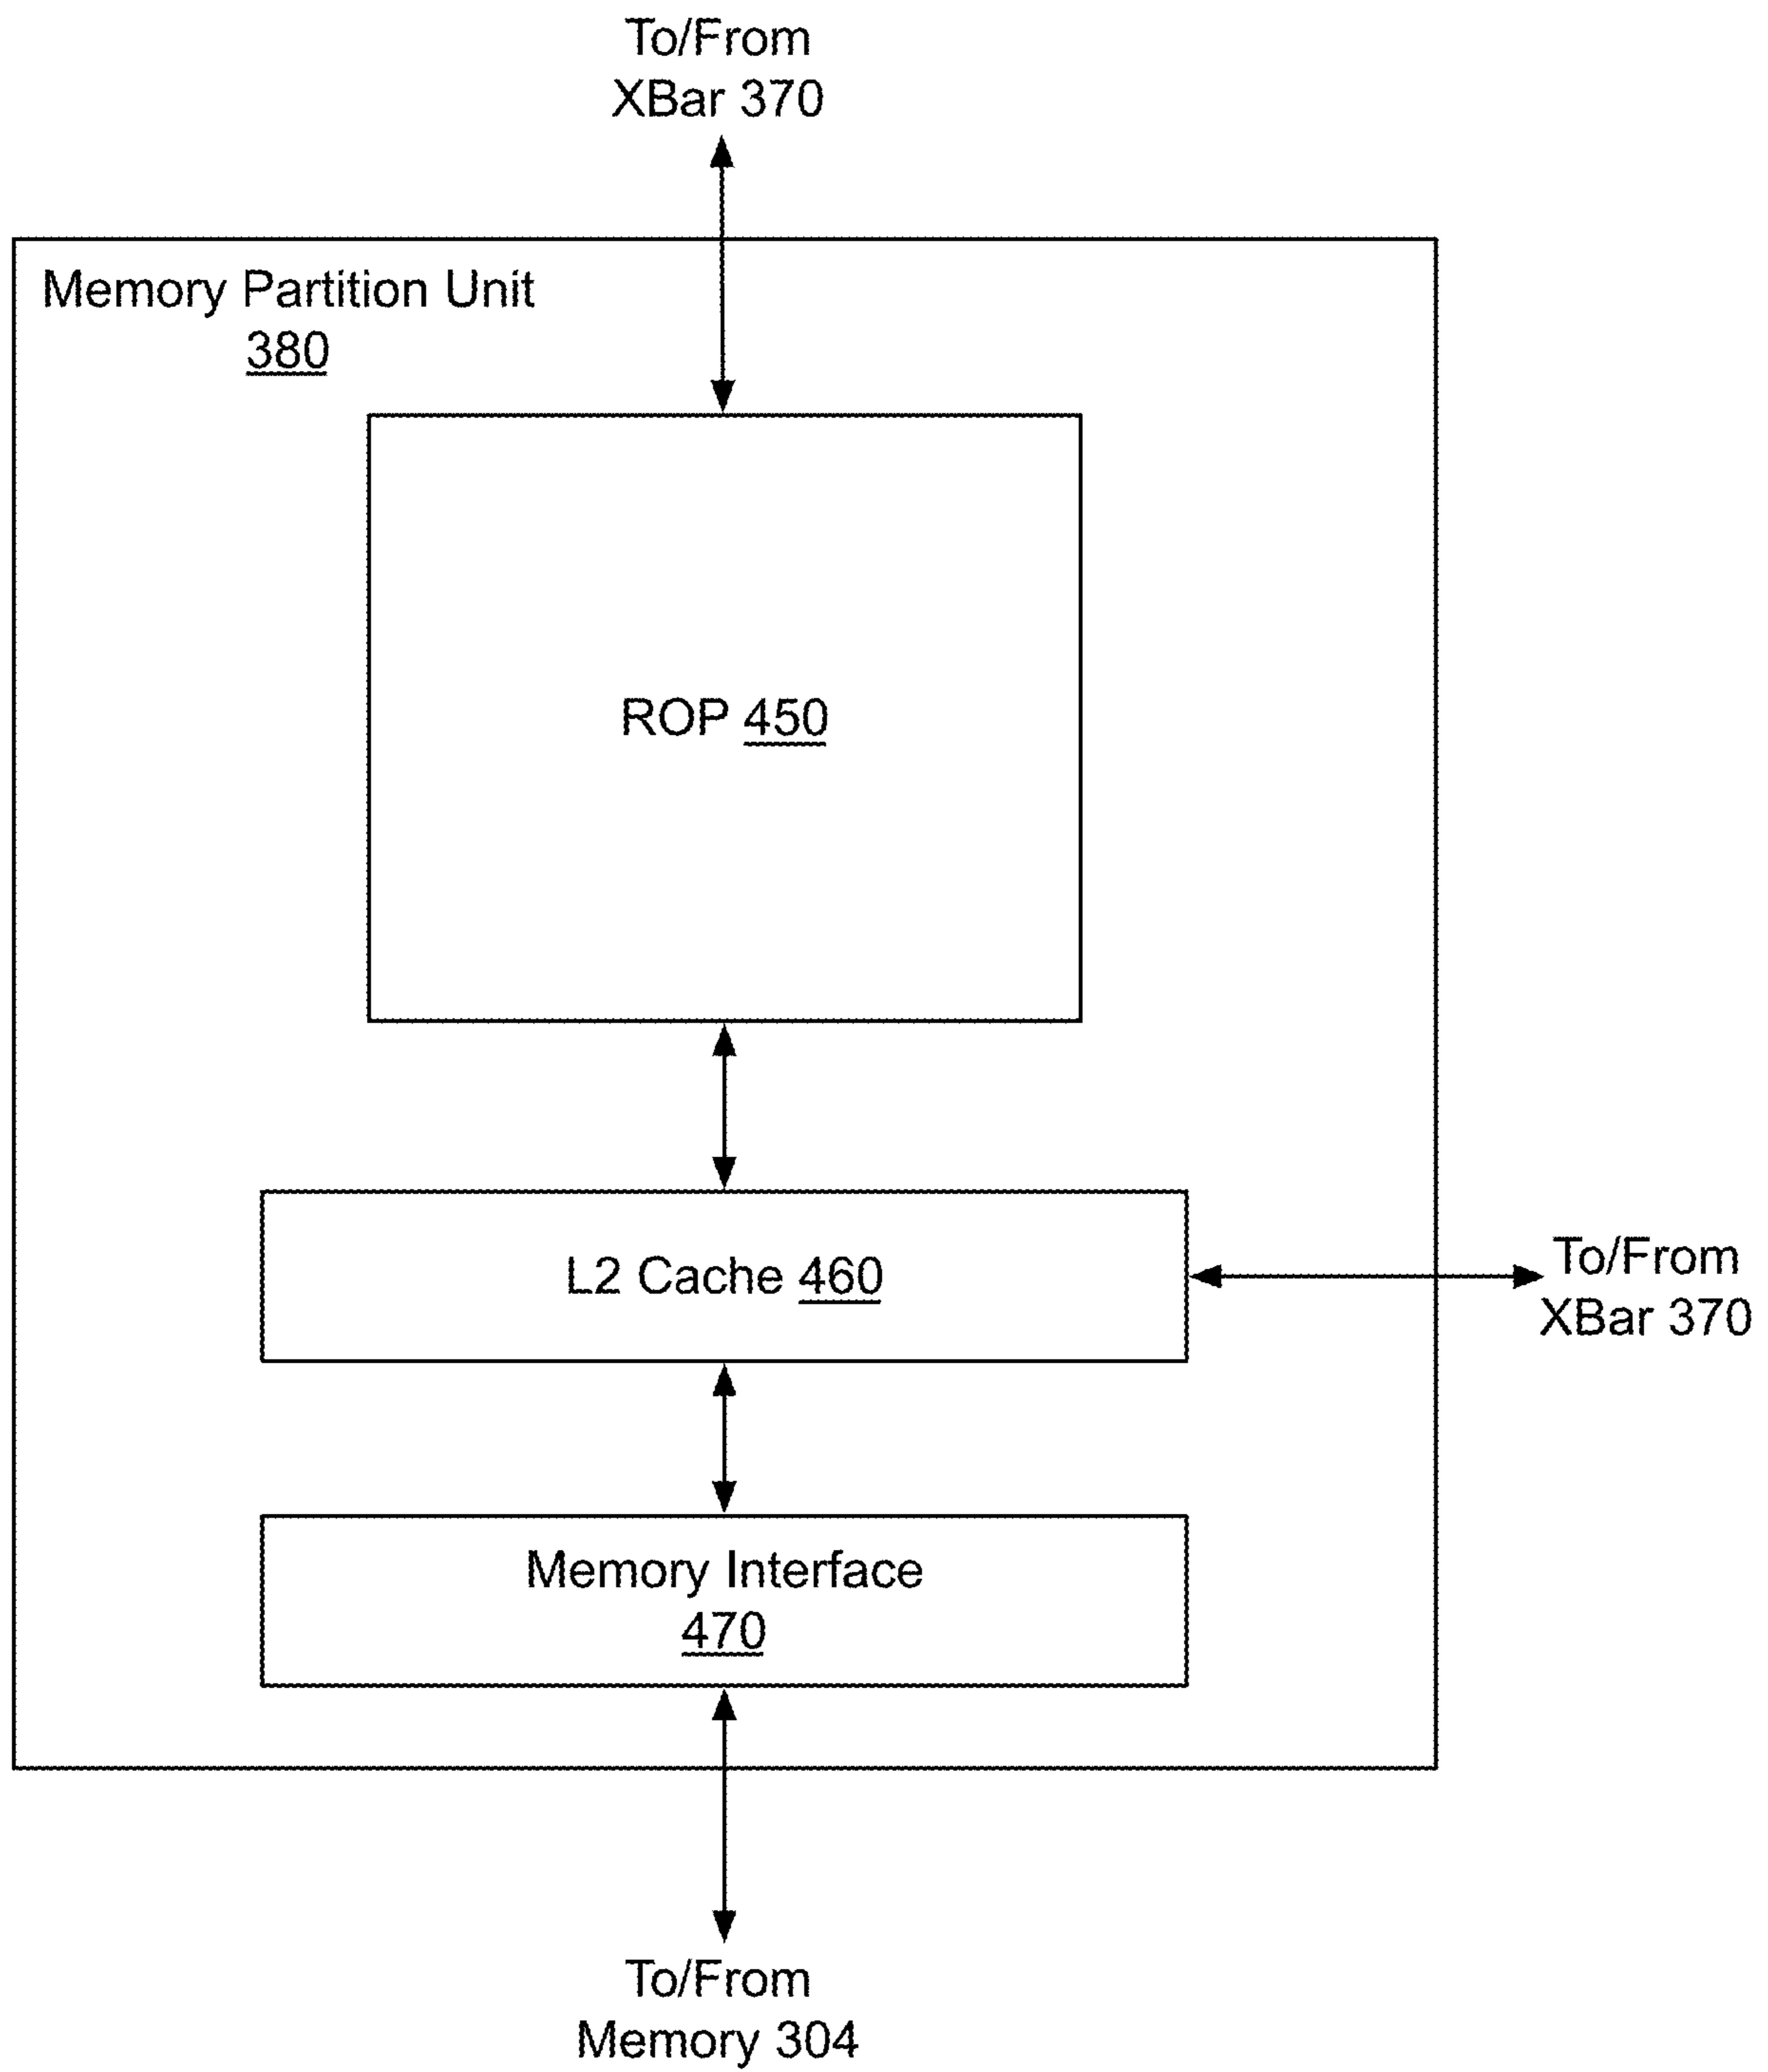 To/From
XBar 370
Memory Partition Unit
380
ROP 450
L2 Cache 460
To/From
XBar 370
Memory Interface
470
To/From
Memory 304